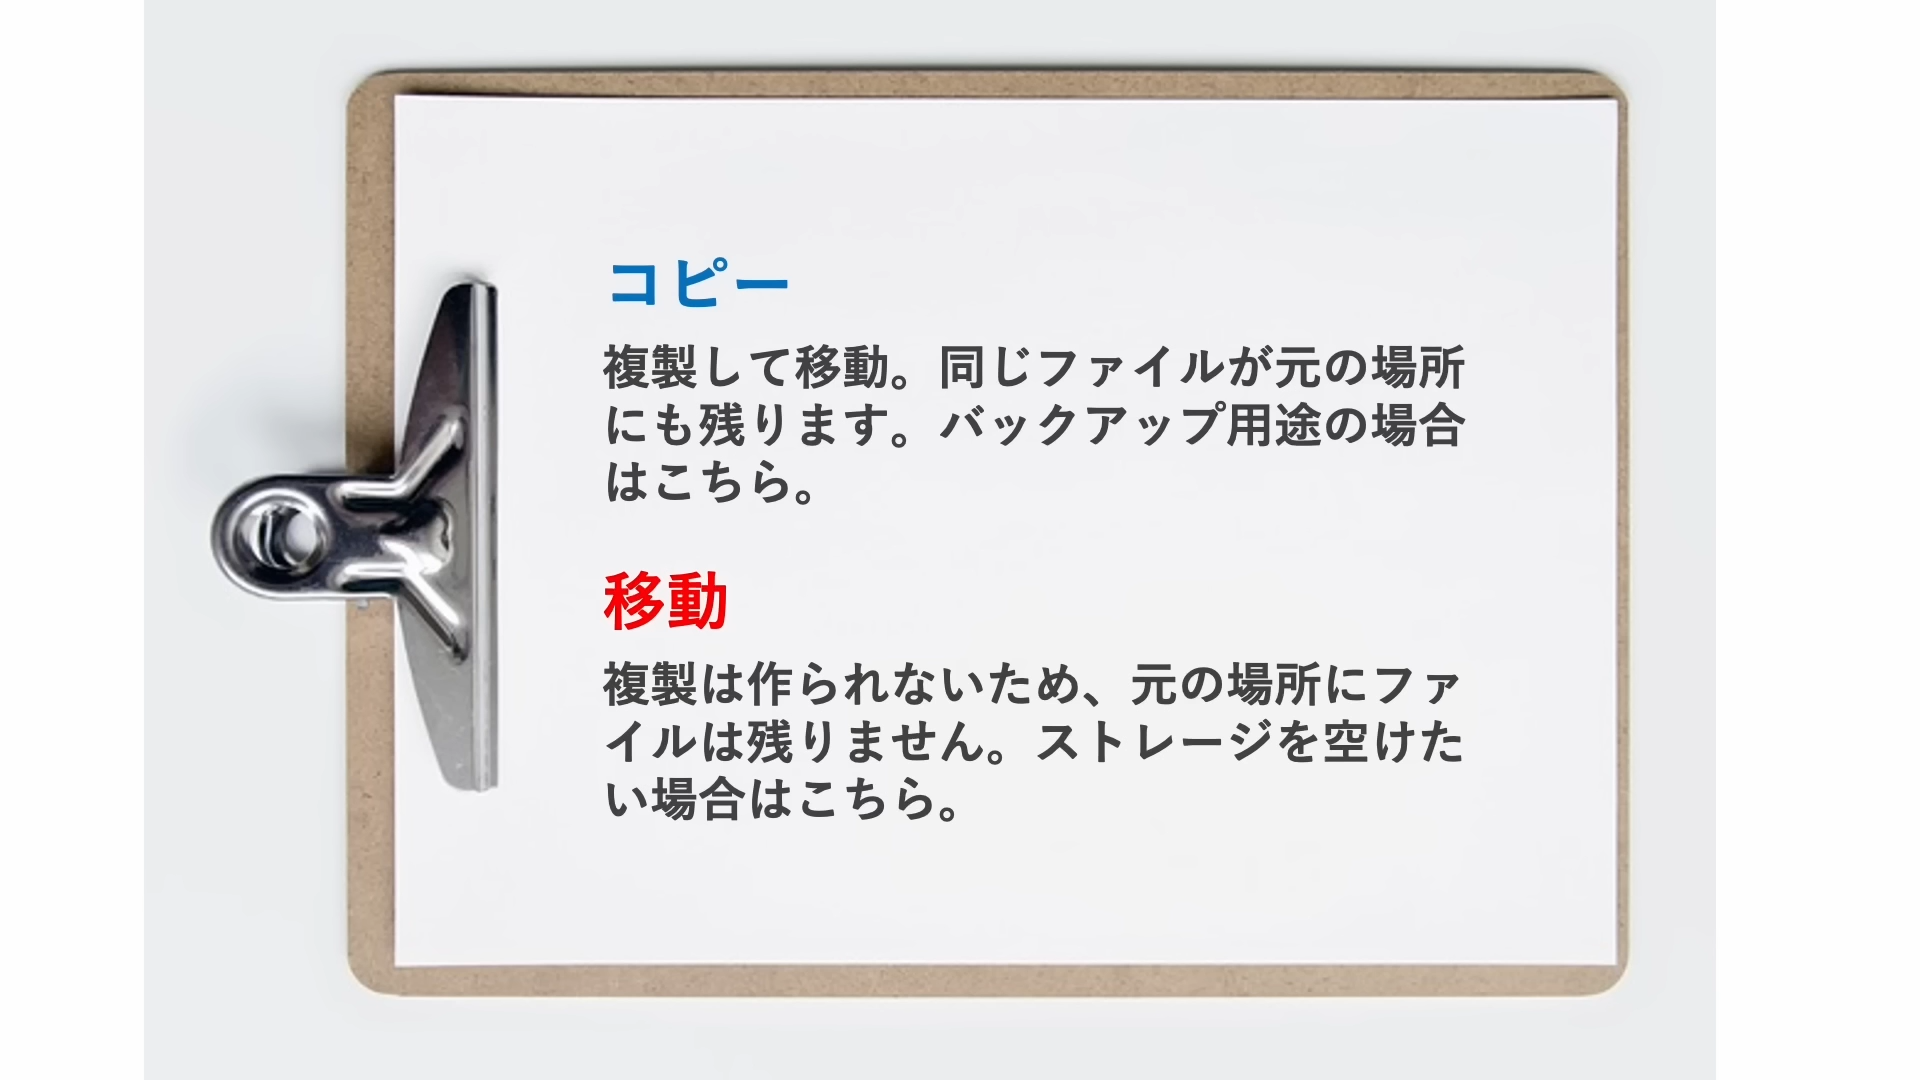 コピー
複製して移動。同じファイルが元の場所
にも残ります。バックアップ用途の場合
はこちら。
移動
複製は作られないため、元の場所にファ
イルは残りません。ストレージを空けた
い場合はこちら。